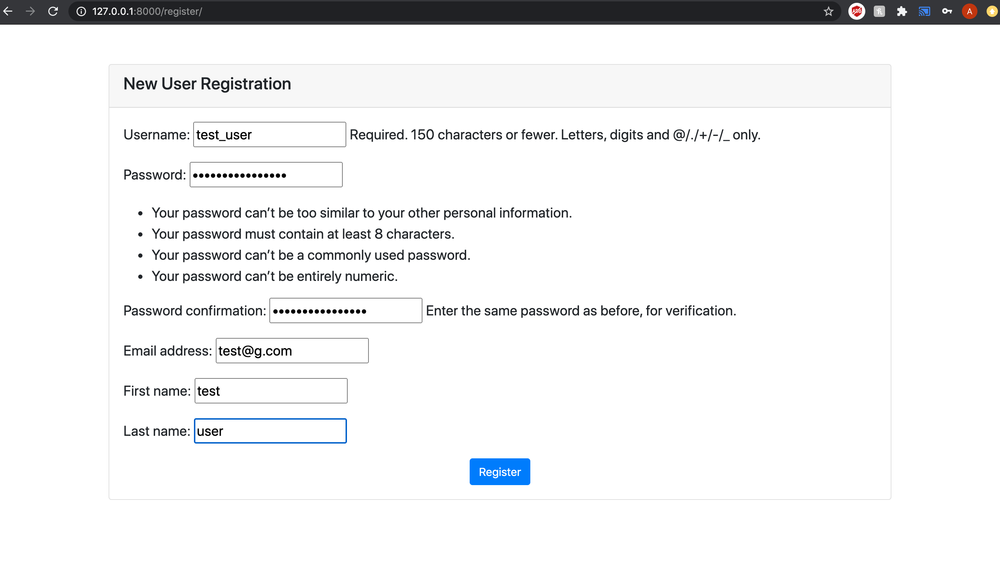 127.0.0.1:8000/register/
ABP
h
A
New User Registration
Username: test_user Required. 150 characters or fewer. Letters, digits and @/./+/-/_ only.
Password: ••••••••••••••••
• Your password can’t be too similar to your other personal information.
• Your password must contain at least 8 characters.
• Your password can’t be a commonly used password.
• Your password can’t be entirely numeric.
Password confirmation: •••••••••••••••• Enter the same password as before, for verification.
Email address: test@g.com
First name: test
Last name: user
Register